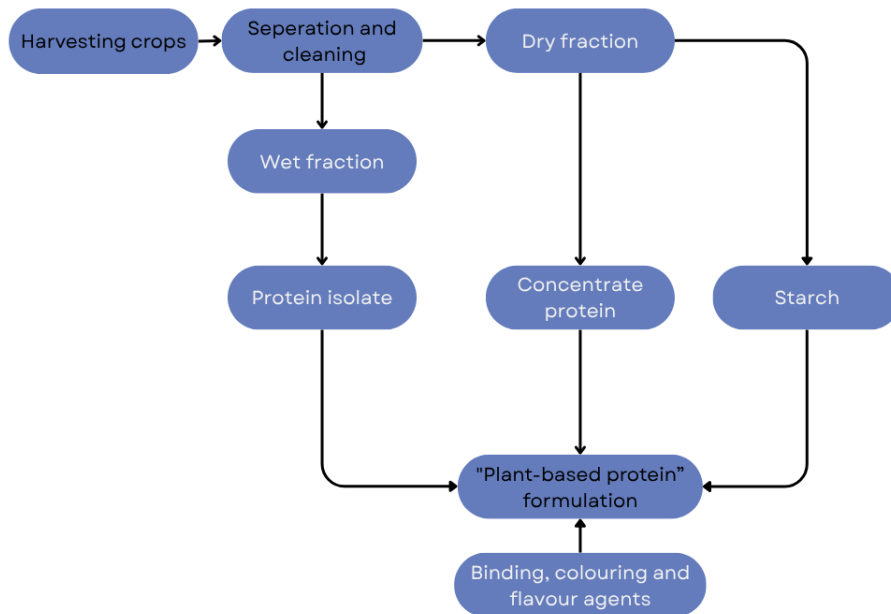 Harvesting crops
Seperation and
cleaning
Dry fraction
Wet fraction
Protein isolate
Concentrate
protein
Starch
"Plant-based protein”
formulation
Binding, colouring and
flavour agents